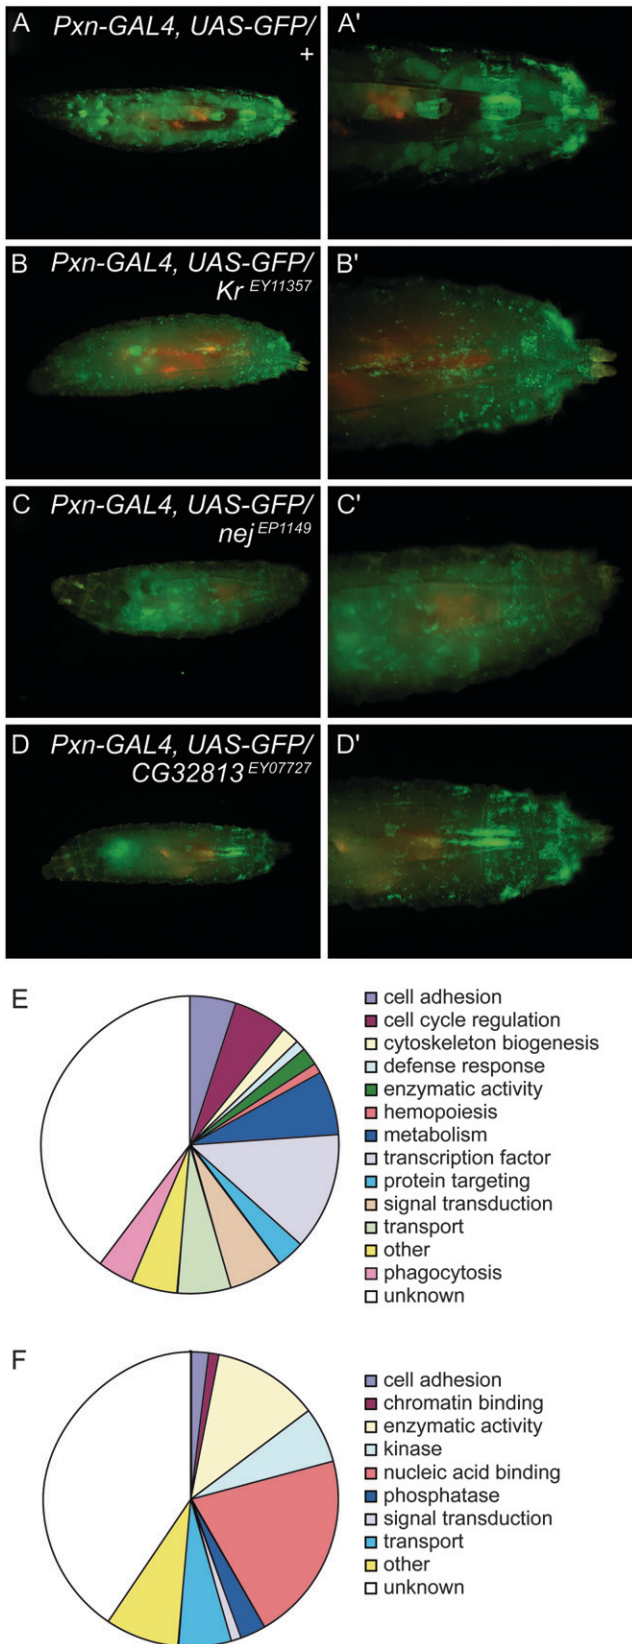 A Pxn-GAL4, UAS-GFP/
+
A'
B Pxn-GAL4, UAS-GFP/
Kr EY11357
B'
C Pxn-GAL4, UAS-GFP/
nej EP1149
C'
D Pxn-GAL4, UAS-GFP/
CG32813 EY07727
D'
E
cell adhesion
cell cycle regulation
cytoskeleton biogenesis
defense response
enzymatic activity
hemopoiesis
metabolism
transcription factor
protein targeting
signal transduction
transport
other
phagocytosis
unknown
F
cell adhesion
chromatin binding
enzymatic activity
kinase
nucleic acid binding
phosphatase
signal transduction
transport
other
unknown